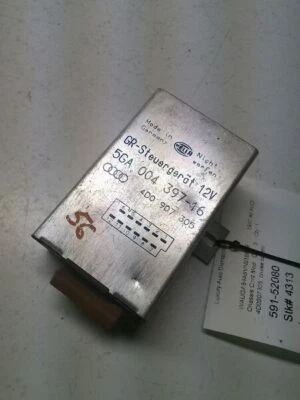 Made in
Germany
HELLA
Nicht
werfen
GR-Steuergerät 12V
5GA 004 397-16
4D0 907 305
56
591-52080
Stk# 4313